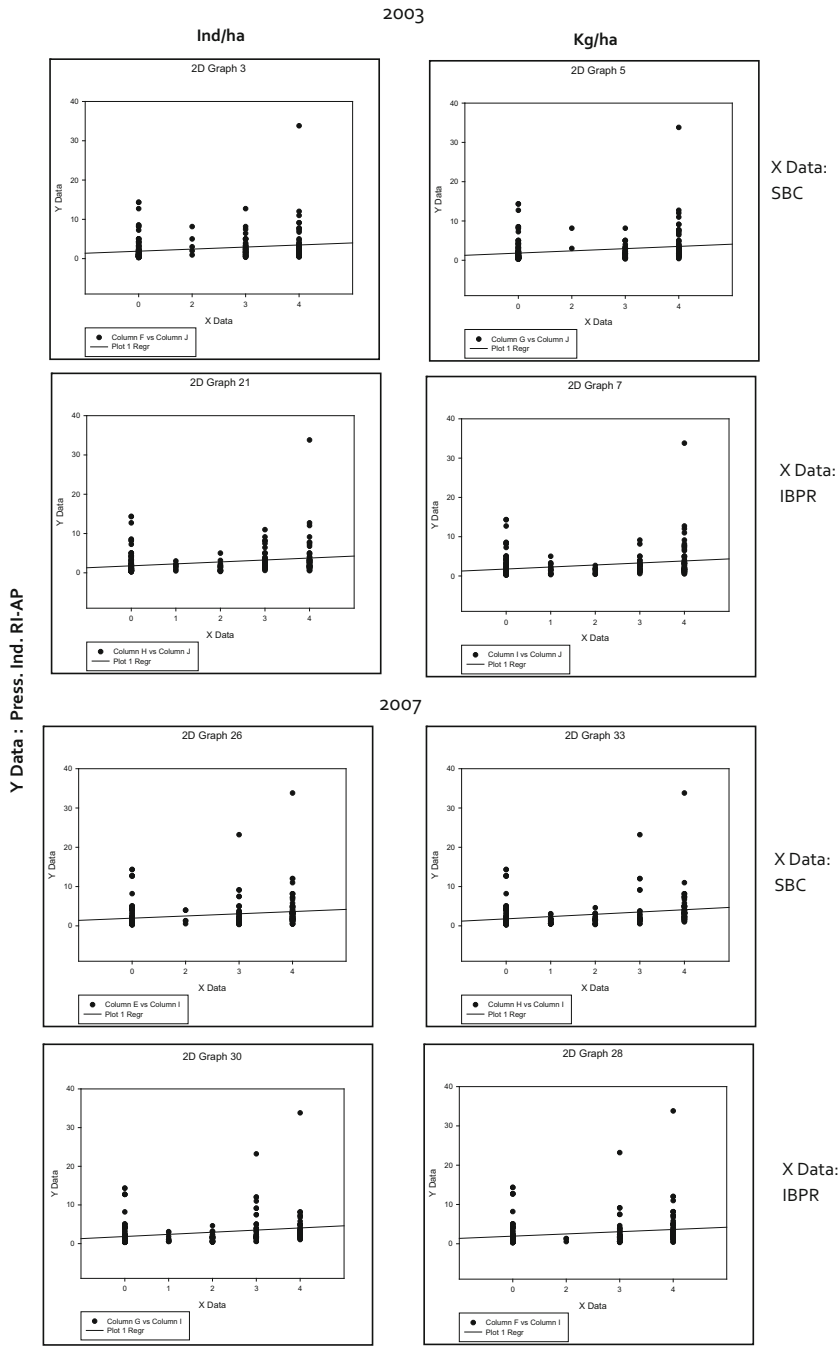 2003
Ind/ha
Kg/ha
2D Graph 3
40
30
20
10
0
Y Data
0 2 3 4
X Data
Column F vs Column J
Plot 1 Regr
2D Graph 5
40
30
20
10
0
Y Data
0 2 3 4
X Data
Column G vs Column J
Plot 1 Regr
X Data:
SBC
2D Graph 21
40
30
20
10
0
Y Data
0 1 2 3 4
X Data
Column H vs Column J
Plot 1 Regr
2D Graph 7
40
30
20
10
0
Y Data
0 1 2 3 4
X Data
Column I vs Column J
Plot 1 Regr
X Data:
IBPR
Y Data : Press. Ind. RI-AP
2007
2D Graph 26
40
30
20
10
0
Y Data
0 2 3 4
X Data
Column E vs Column I
Plot 1 Regr
2D Graph 33
40
30
20
10
0
Y Data
0 1 2 3 4
X Data
Column H vs Column I
Plot 1 Regr
X Data:
SBC
2D Graph 30
40
30
20
10
0
Y Data
0 1 2 3 4
X Data
Column G vs Column I
Plot 1 Regr
2D Graph 28
40
30
20
10
0
Y Data
0 2 3 4
X Data
Column F vs Column I
Plot 1 Regr
X Data:
IBPR